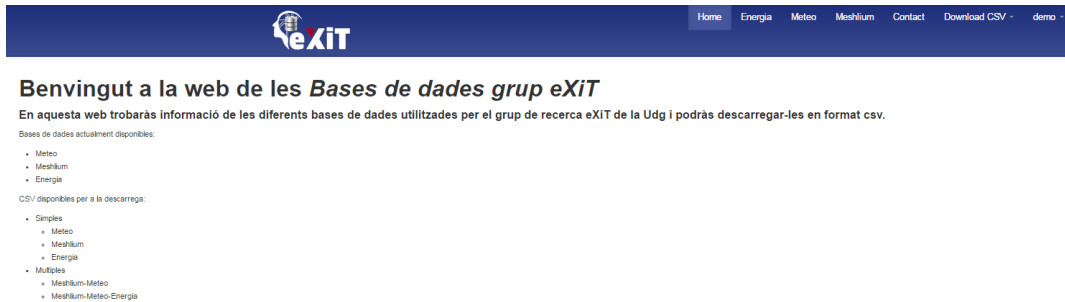 eXiT
Home Energia Meteo Meshlium Contact Download CSV demo
Benvingut a la web de les Bases de dades grup eXiT
En aquesta web trobaràs informació de les diferents bases de dades utilitzades per el grup de recerca eXiT de la Udg i podràs descarregar-les en format csv.
Bases de dades actualment disponibles:
Meteo
Meshlium
Energia
CSV disponibles per a la descarrega:
Simples
Meteo
Meshlium
Energia
Multiples
Meshlium-Meteo
Meshlium-Meteo-Energia